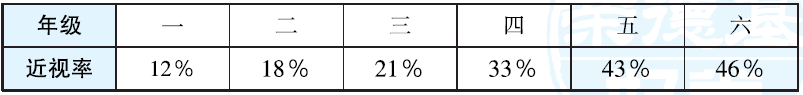 年级 一 二 三 四 五 六
近视率 12% 18% 21% 33% 43% 46%